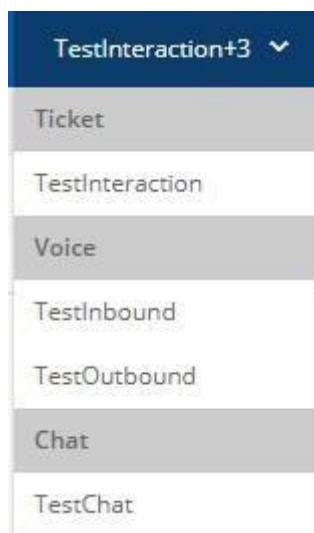 TestInteraction+3
Ticket
TestInteraction
Voice
TestInbound
TestOutbound
Chat
TestChat